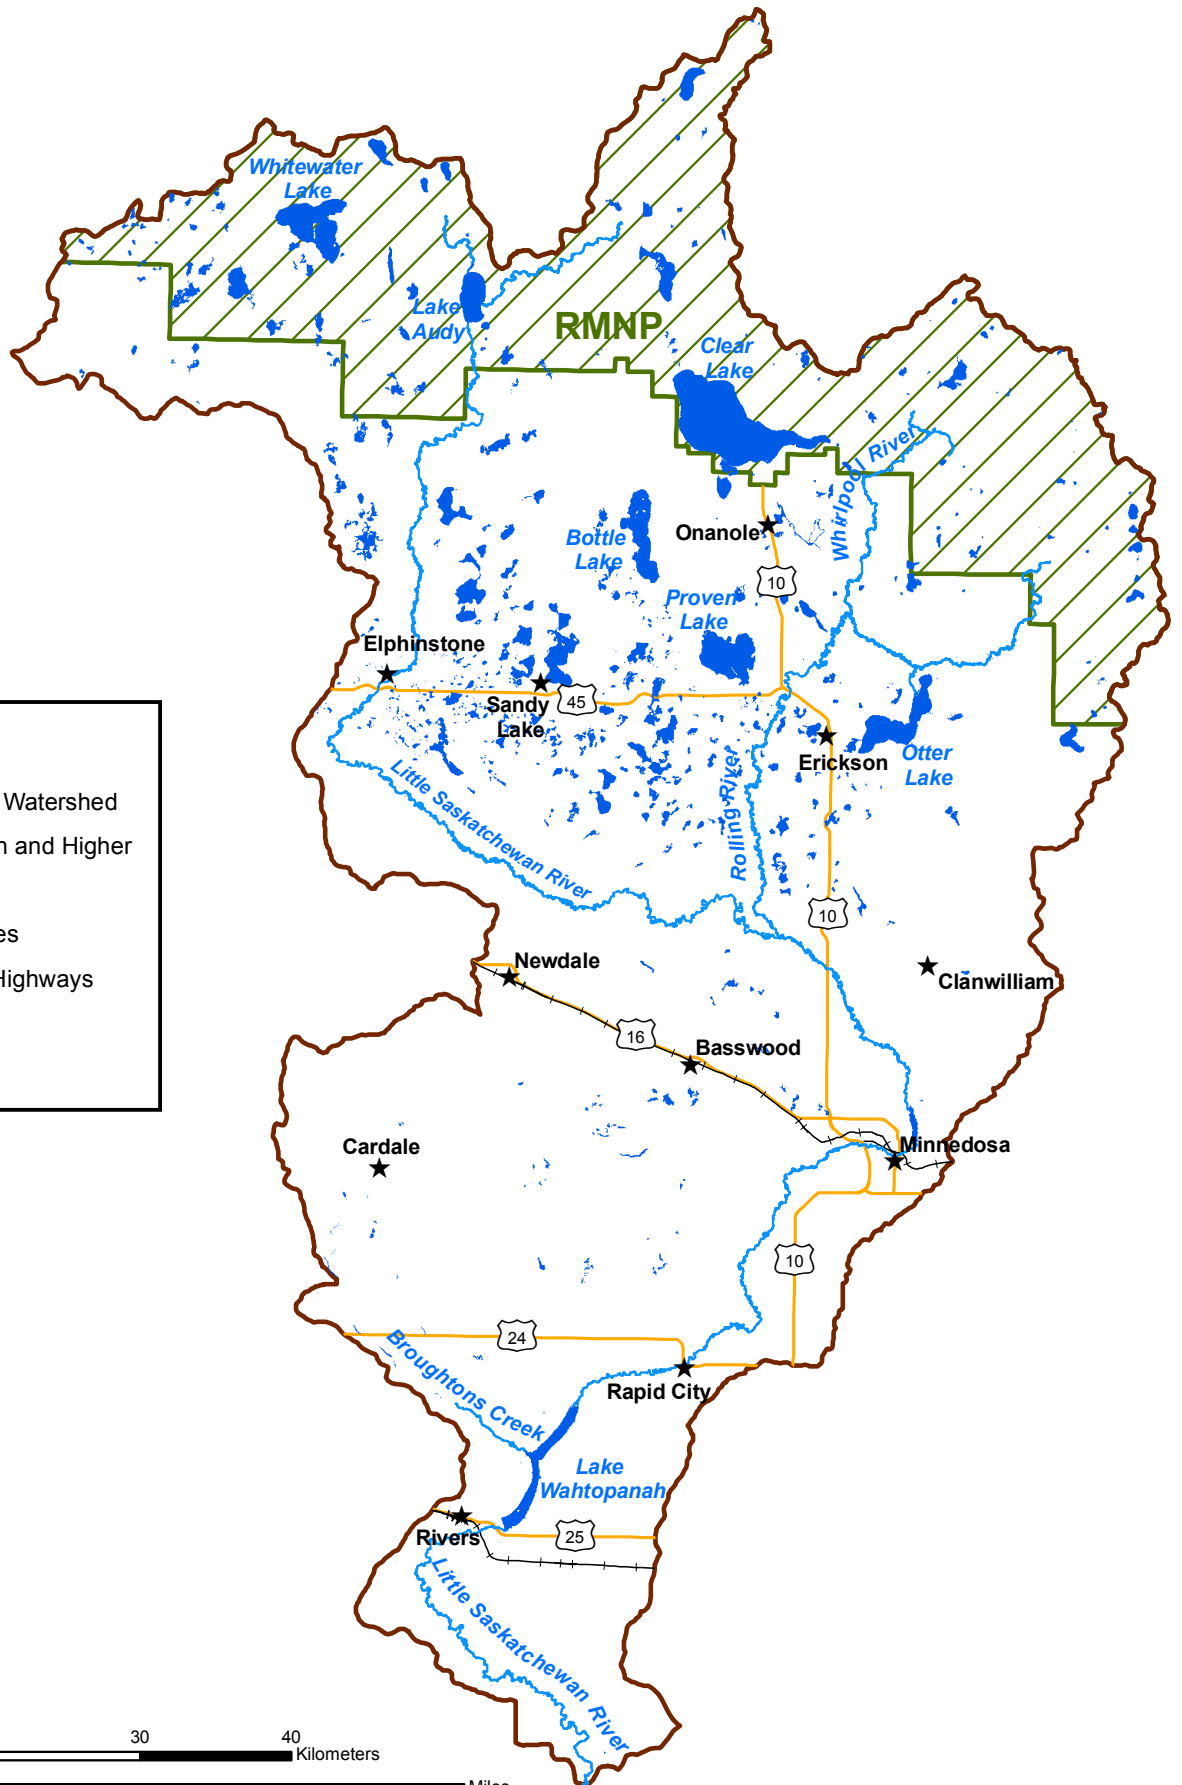 Whitewater
Lake
Lake
Audy
RMNP
Clear
Lake
Whirlpool River
Onanole
Bottle
Lake
10
Proven
Lake
Elphinstone
Sandy
Lake
45
Erickson
Otter
Lake
Little Saskatchewan River
Rolling River
Watershed
and Higher
Highways
10
Newdale
Clanwilliam
16
Basswood
Cardale
Minnedosa
10
24
Broughtons Creek
Rapid City
Lake
Wahtopanah
Rivers
25
Little Saskatchewan River
30
40
Kilometers
Miles